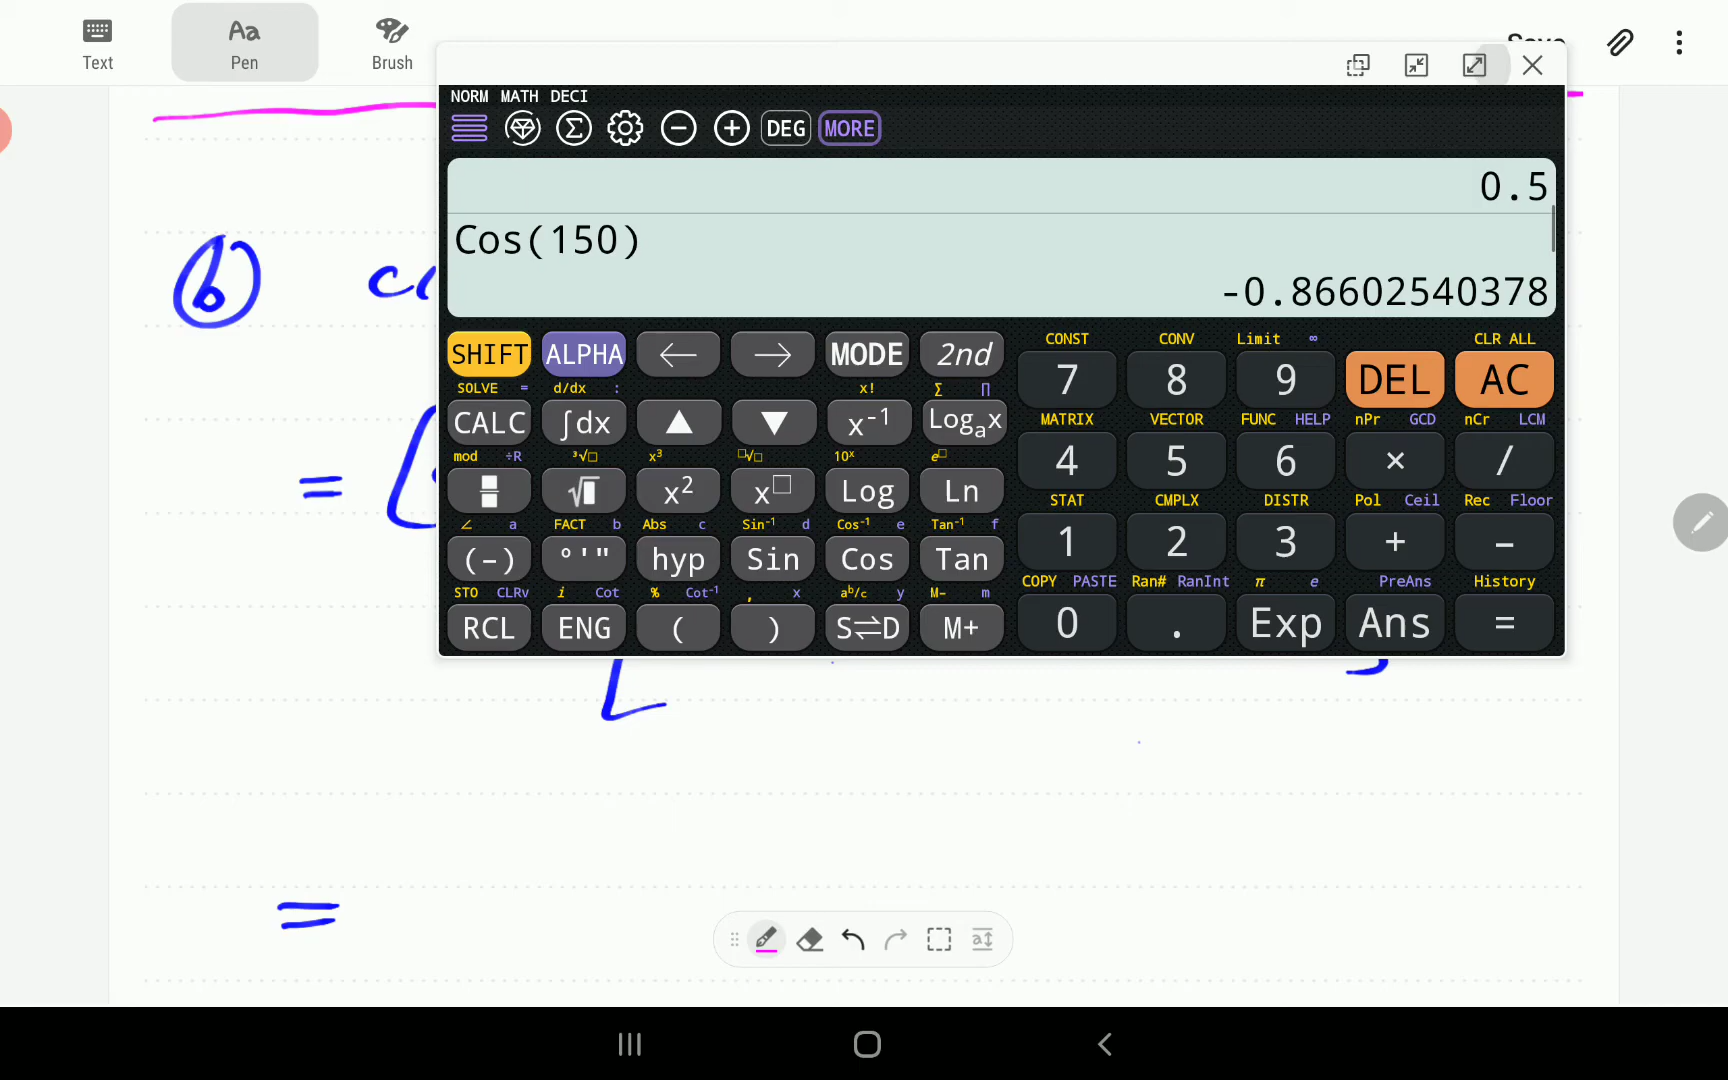 Text
Aa
Pen
Brush
Save
NORM MATH DECI
DEG MORE
0.5
Cos(150)
-0.86602540378
SHIFT ALPHA ← → MODE 2nd
SOLVE = d/dx : x! Σ Π
CALC ∫dx ▲ ▼ x⁻¹ Logₐx
mod ÷R ³√□ x³ □√□ 10ˣ e□
√ x² x□ Log Ln
∠ a FACT b Abs c Sin⁻¹ d Cos⁻¹ e Tan⁻¹ f
(-) °'" hyp Sin Cos Tan
STO CLRv i Cot % Cot⁻¹ , x aᵇ/c y M- m
RCL ENG ( ) S⇌D M+
CONST CONV Limit ∞ CLR ALL
7 8 9 DEL AC
MATRIX VECTOR FUNC HELP nPr GCD nCr LCM
4 5 6 × /
STAT CMPLX DISTR Pol Ceil Rec Floor
1 2 3 + -
COPY PASTE Ran# RanInt π e PreAns History
0 . Exp Ans =
b
=
=